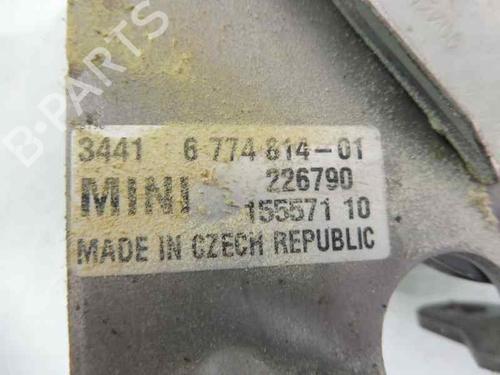 3441 6 774 814-01
MINI 226790
155571 10
MADE IN CZECH REPUBLIC
B-PARTS